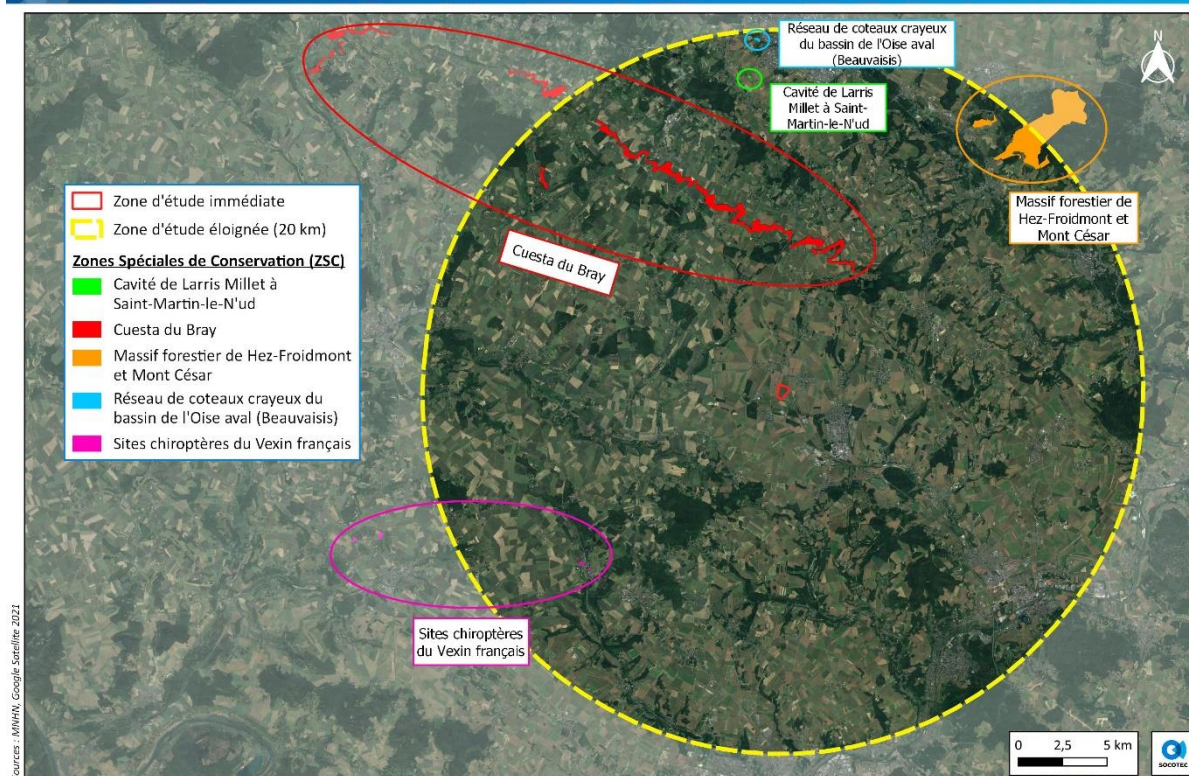 Réseau de coteaux crayeux
du bassin de l'Oise aval
(Beauvaisis)
N
Cavité de Larris
Millet à Saint-
Martin-le-N'ud
Massif forestier de
Hez-Froidmont et
Mont César
Zone d'étude immédiate
Zone d'étude éloignée (20 km)
Zones Spéciales de Conservation (ZSC)
Cavité de Larris Millet à
Saint-Martin-le-N'ud
Cuesta du Bray
Massif forestier de Hez-Froidmont
et Mont César
Réseau de coteaux crayeux du
bassin de l'Oise aval (Beauvaisis)
Sites chiroptères du Vexin français
Cuesta du Bray
Sites chiroptères
du Vexin français
Sources : MNHN, Google Satellite 2021
0 2,5 5 km
SOCOTEC